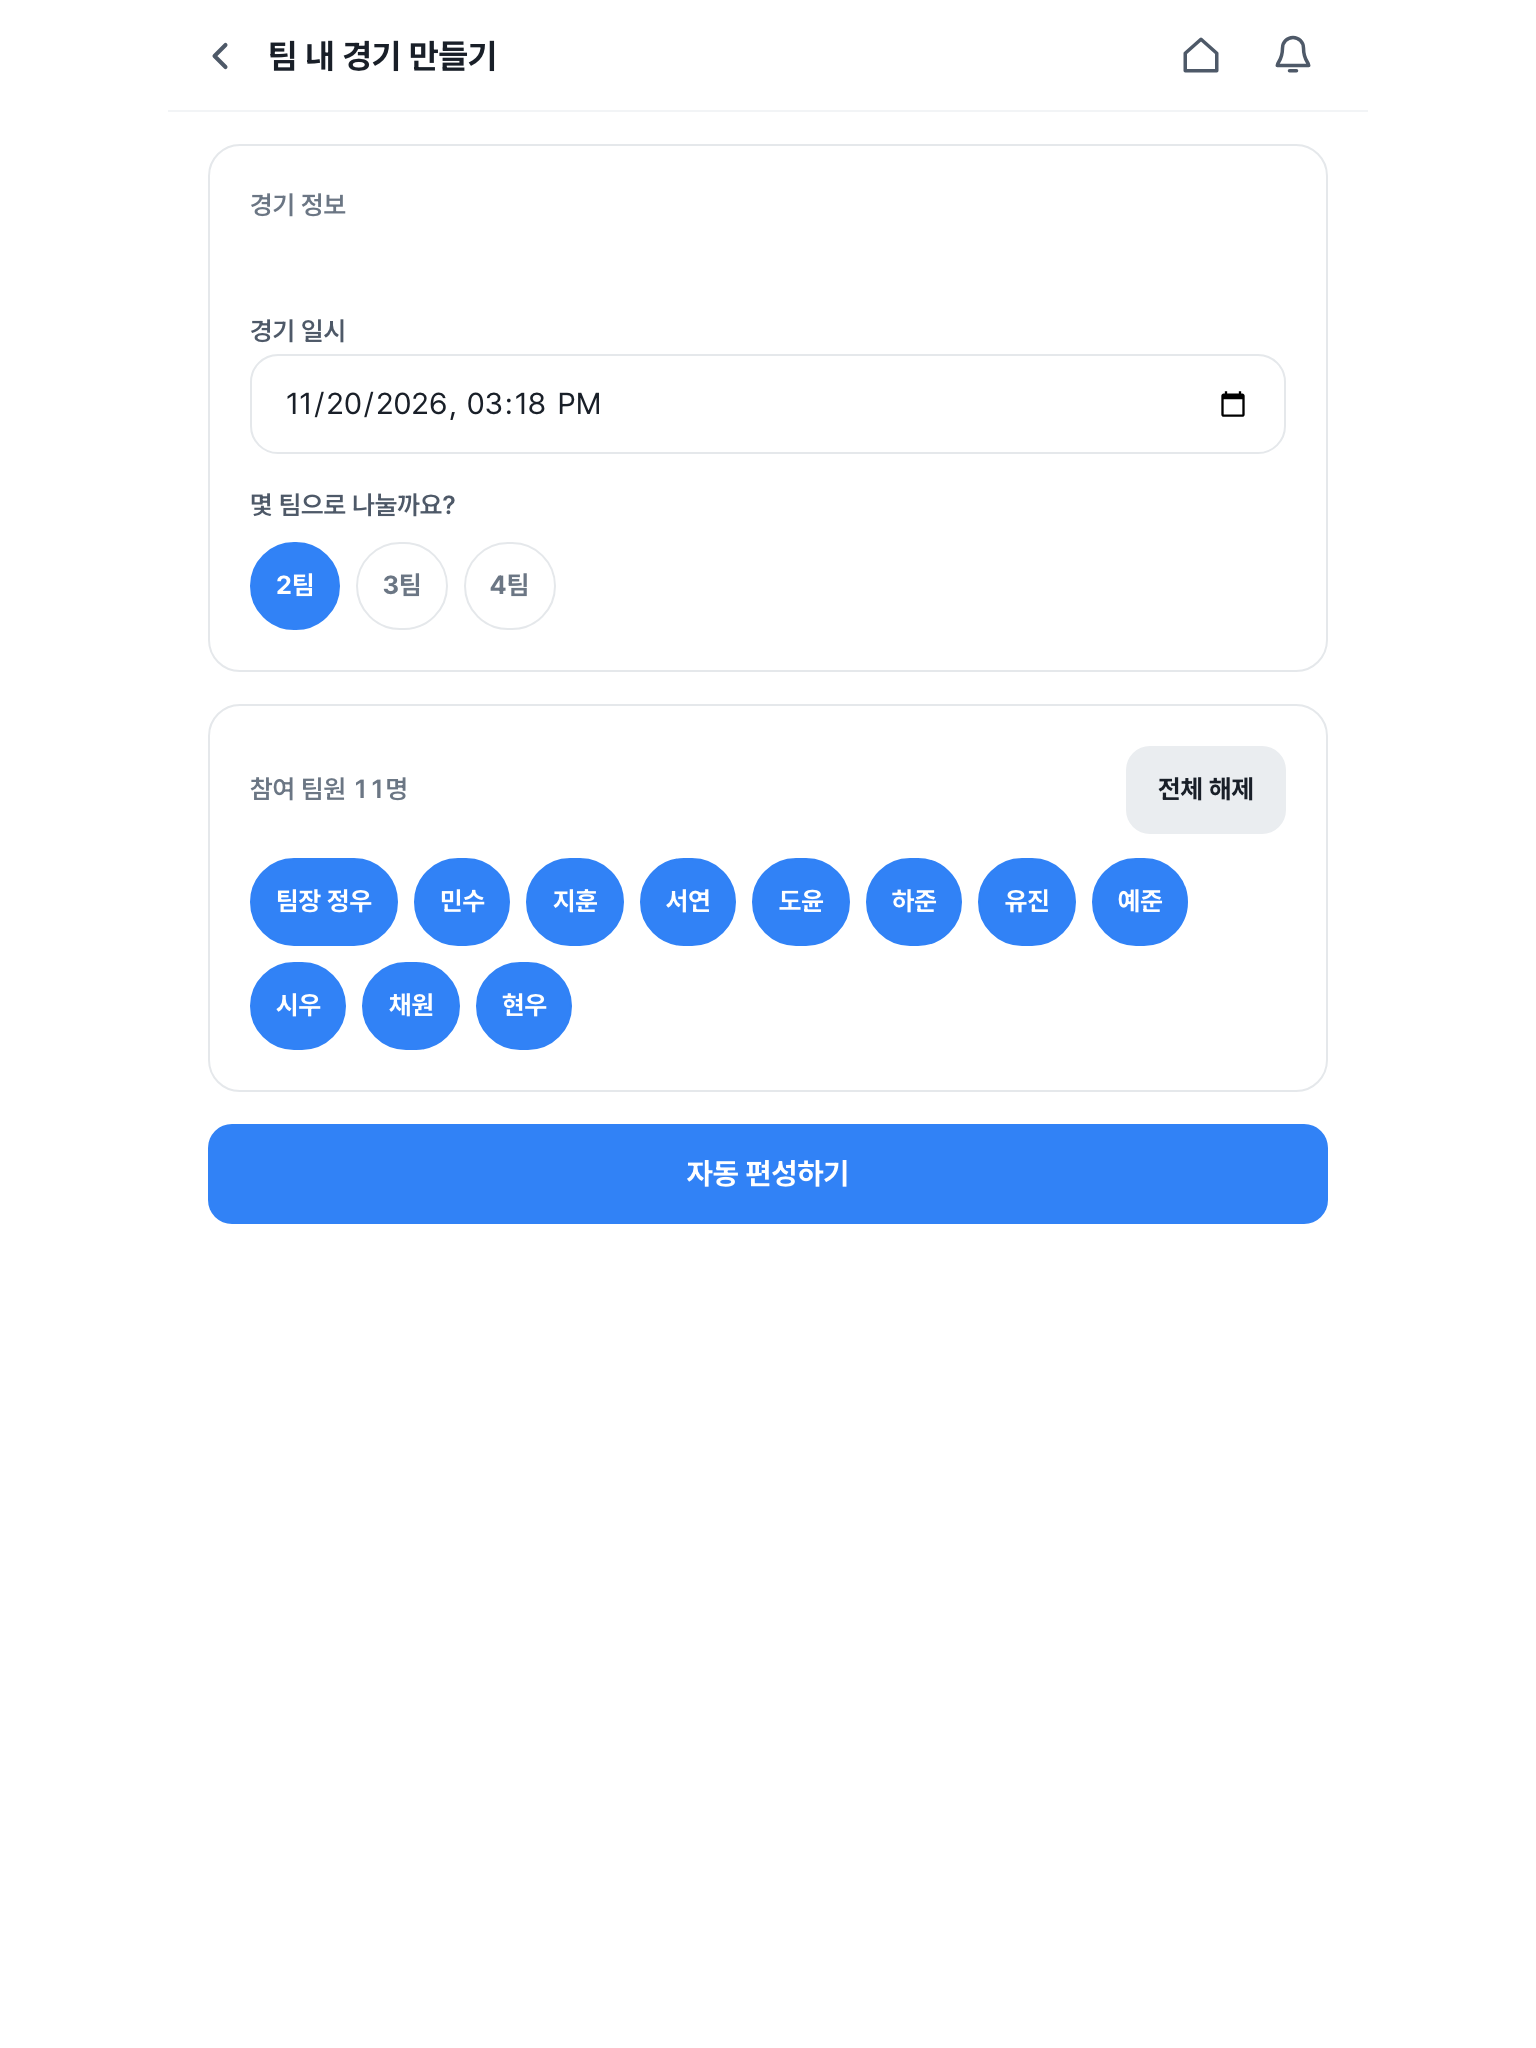 팀 내 경기 만들기
경기 정보
경기 일시
11/20/2026, 03:18 PM
몇 팀으로 나눌까요?
2팀 3팀 4팀
참여 팀원 11명 전체 해제
팀장 정우 민수 지훈 서연 도윤 하준 유진 예준
시우 채원 현우
자동 편성하기